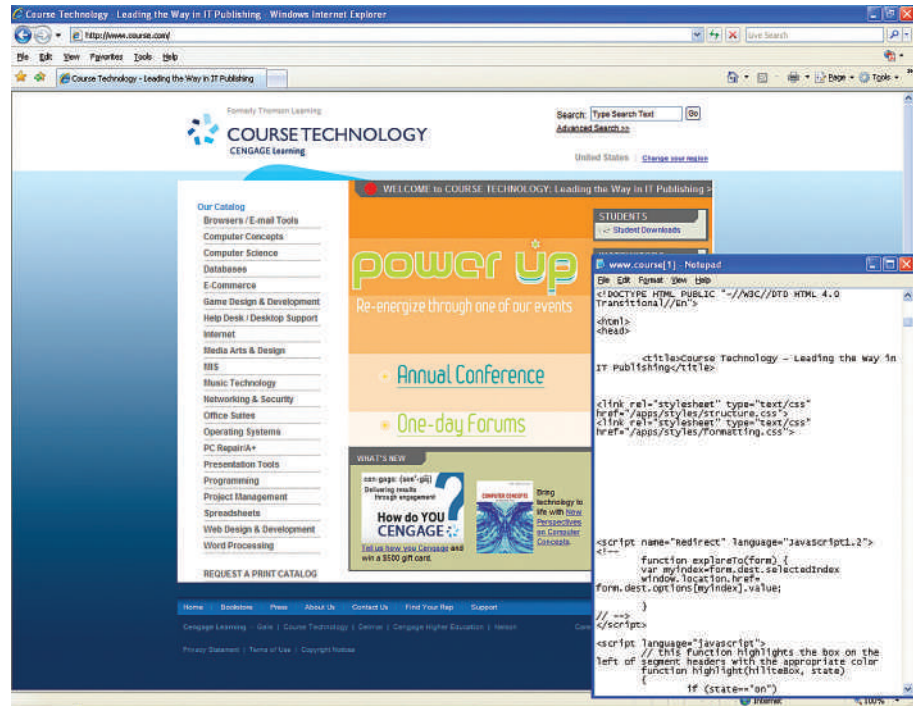 Course Technology - Leading the Way in IT Publishing - Windows Internet Explorer
http://www.course.com/
Live Search
File Edit View Favorites Tools Help
Course Technology - Leading the Way in IT Publishing
Page Tools
Formerly Thomson Learning
COURSE TECHNOLOGY
CENGAGE Learning
Search: Type Search Text Go
Advanced Search >>
United States | Change your region
WELCOME to COURSE TECHNOLOGY: Leading the Way in IT Publishing >
Our Catalog
Browsers / E-mail Tools
Computer Concepts
Computer Science
Databases
E-Commerce
Game Design & Development
Help Desk / Desktop Support
Internet
Media Arts & Design
MIS
Music Technology
Networking & Security
Office Suites
Operating Systems
PC Repair/A+
Presentation Tools
Programming
Project Management
Spreadsheets
Web Design & Development
Word Processing
REQUEST A PRINT CATALOG
power up
Re-energize through one of our events
Annual Conference
One-day Forums
STUDENTS
Student Downloads
WHAT'S NEW
Delivering results
through engagement
How do YOU
CENGAGE
?
Tell us how you Cengage and
win a $500 gift card.
COMPUTER CONCEPTS
Bring
technology to
life with New
Perspectives
on Computer
Concepts.
Home Bookstore Press About Us Contact Us Find Your Rep Support
Cengage Learning Gale | Course Technology | Delmar | Cengage Higher Education | Nelson
Privacy Statement | Terms of Use | Copyright Notices
www.course[1] - Notepad
File Edit Format View Help
<!DOCTYPE HTML PUBLIC "-//W3C//DTD HTML 4.0
Transitional//En">
<html>
<head>
<title>Course Technology - Leading the Way in
IT Publishing</title>
<link rel="stylesheet" type="text/css"
href="/apps/styles/structure.css">
<link rel="stylesheet" type="text/css"
href="/apps/styles/formatting.css">
<script name="Redirect" language="JavaScript1.2">
<!--
function exploreTo(form) {
var myindex=form.dest.selectedIndex
window.location.href=
form.dest.options[myindex].value;
}
// -->
</script>
<script language="javascript">
// this function highlights the box on the
left of segment headers with the appropriate color
function highlight(hiliteBox, state)
{
if (state=="on")
Internet
100%